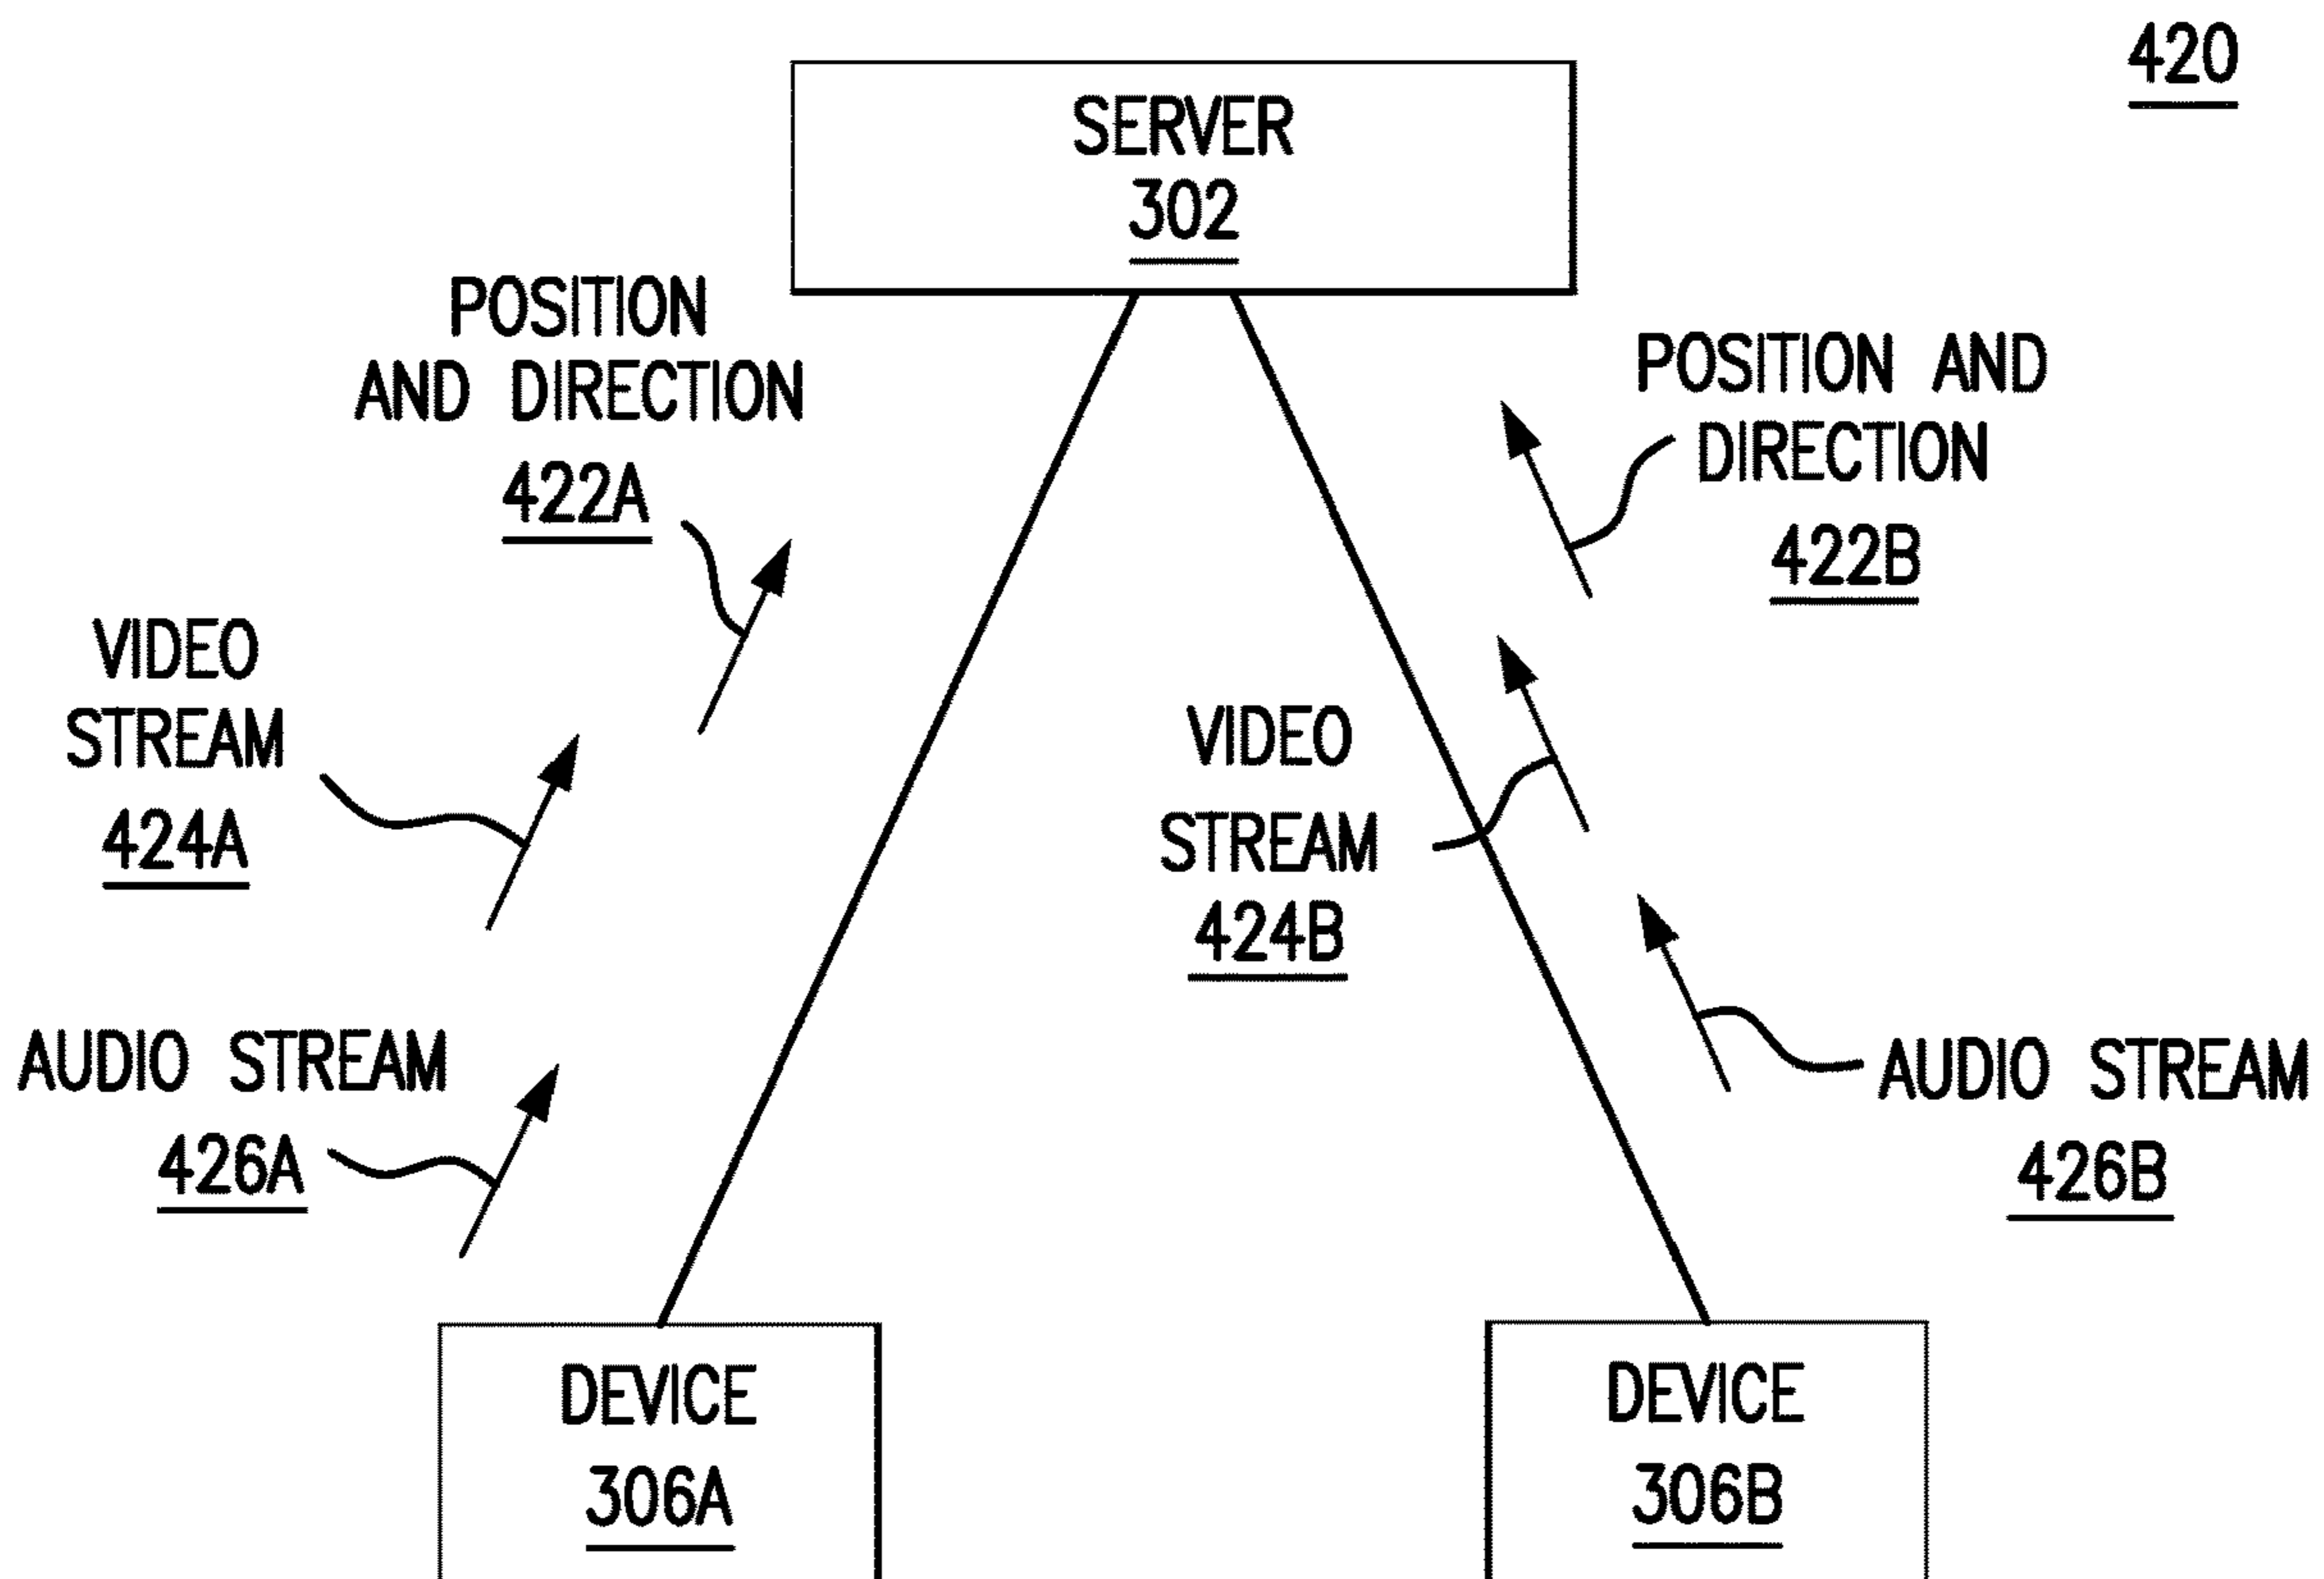 420
SERVER
302
POSITION
AND DIRECTION
422A
POSITION AND
DIRECTION
422B
VIDEO
STREAM
424A
VIDEO
STREAM
424B
AUDIO STREAM
426A
AUDIO STREAM
426B
DEVICE
306A
DEVICE
306B